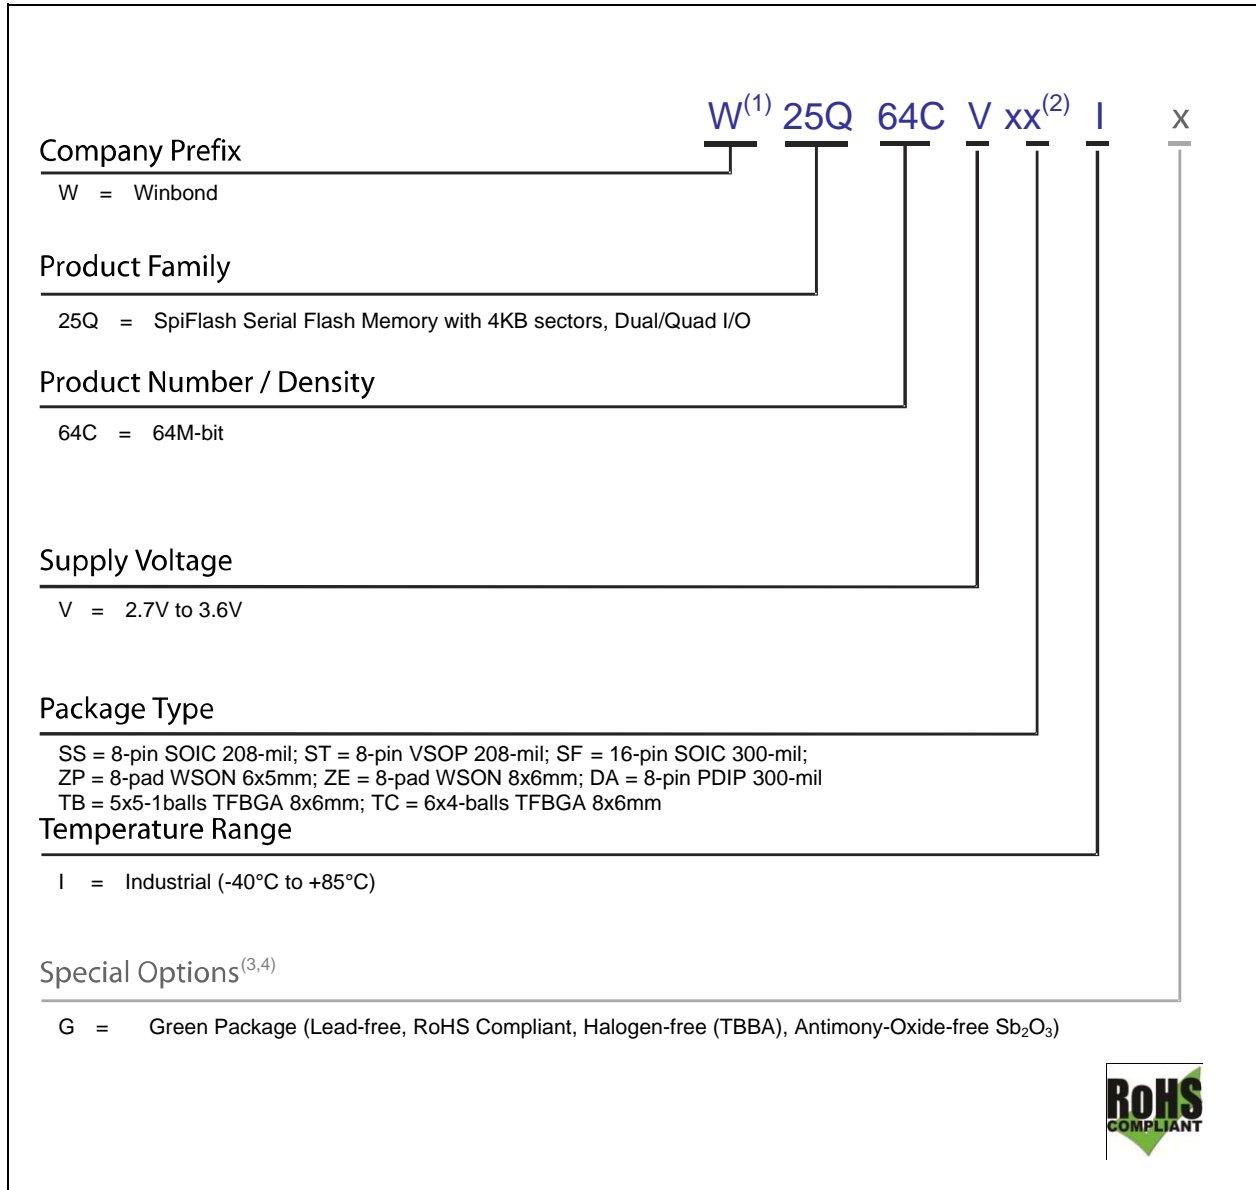 W(1) 25Q 64C V xx(2) I x
Company Prefix
W = Winbond
Product Family
25Q = SpiFlash Serial Flash Memory with 4KB sectors, Dual/Quad I/O
Product Number / Density
64C = 64M-bit
Supply Voltage
V = 2.7V to 3.6V
Package Type
SS = 8-pin SOIC 208-mil; ST = 8-pin VSOP 208-mil; SF = 16-pin SOIC 300-mil;
ZP = 8-pad WSON 6x5mm; ZE = 8-pad WSON 8x6mm; DA = 8-pin PDIP 300-mil
TB = 5x5-1balls TFBGA 8x6mm; TC = 6x4-balls TFBGA 8x6mm
Temperature Range
I = Industrial (-40°C to +85°C)
Special Options(3,4)
G = Green Package (Lead-free, RoHS Compliant, Halogen-free (TBBA), Antimony-Oxide-free Sb₂O₃)
RoHS
COMPLIANT